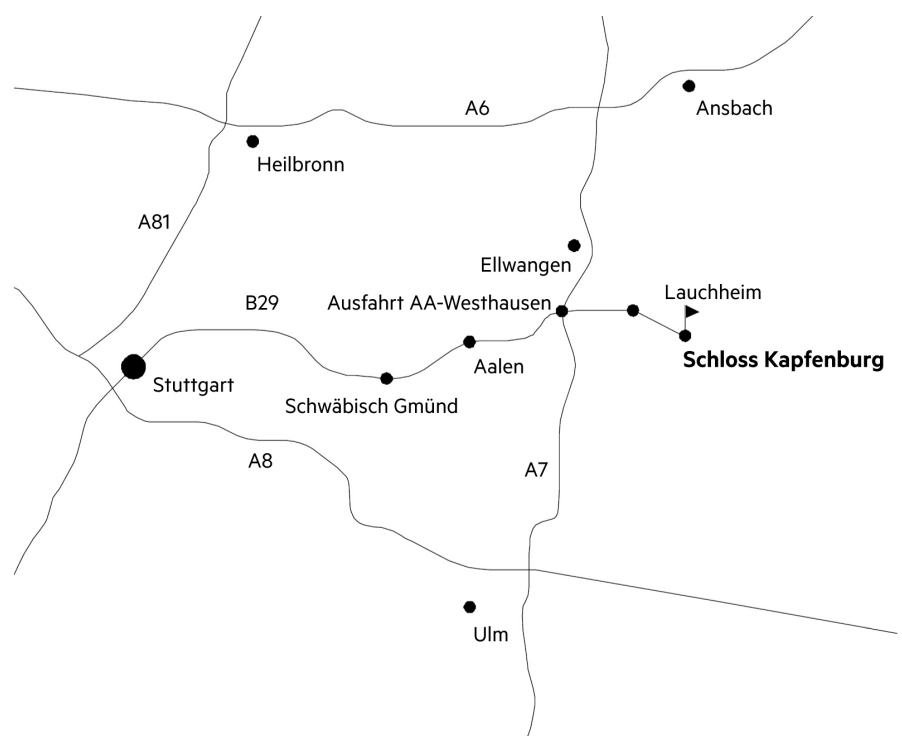 A6
Ansbach
Heilbronn
A81
Ellwangen
Lauchheim
B29
Ausfahrt AA-Westhausen
Schloss Kapfenburg
Aalen
Stuttgart
Schwäbisch Gmünd
A8
A7
Ulm